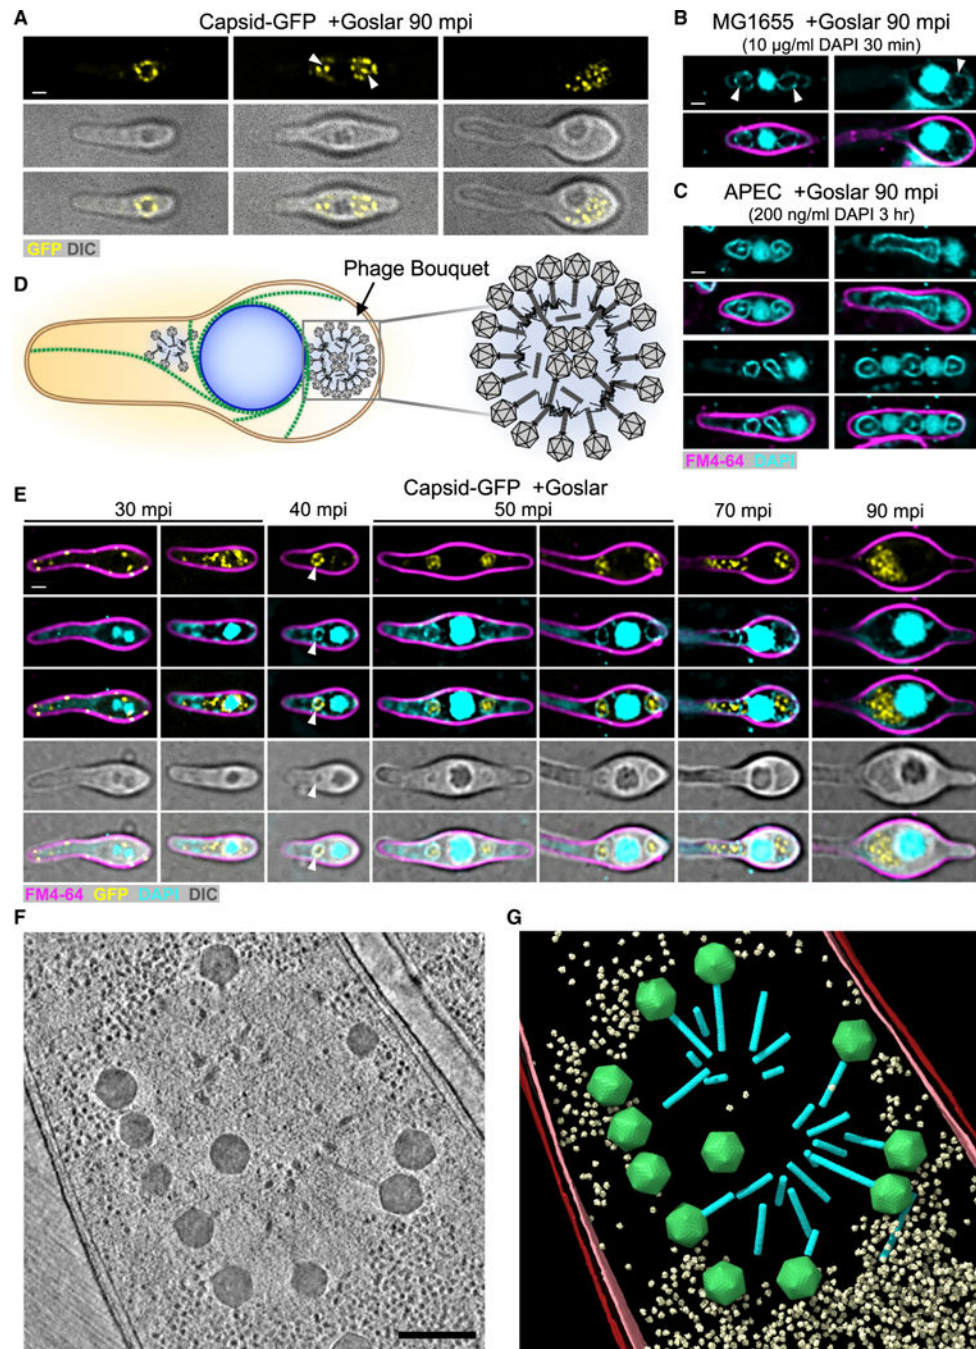 A
Capsid-GFP +Goslar 90 mpi
GFP DIC
B
MG1655 +Goslar 90 mpi
(10 µg/ml DAPI 30 min)
C
APEC +Goslar 90 mpi
(200 ng/ml DAPI 3 hr)
FM4-64 DAPI
D
Phage Bouquet
E
Capsid-GFP +Goslar
30 mpi 40 mpi 50 mpi 70 mpi 90 mpi
FM4-64 GFP DAPI DIC
F
G